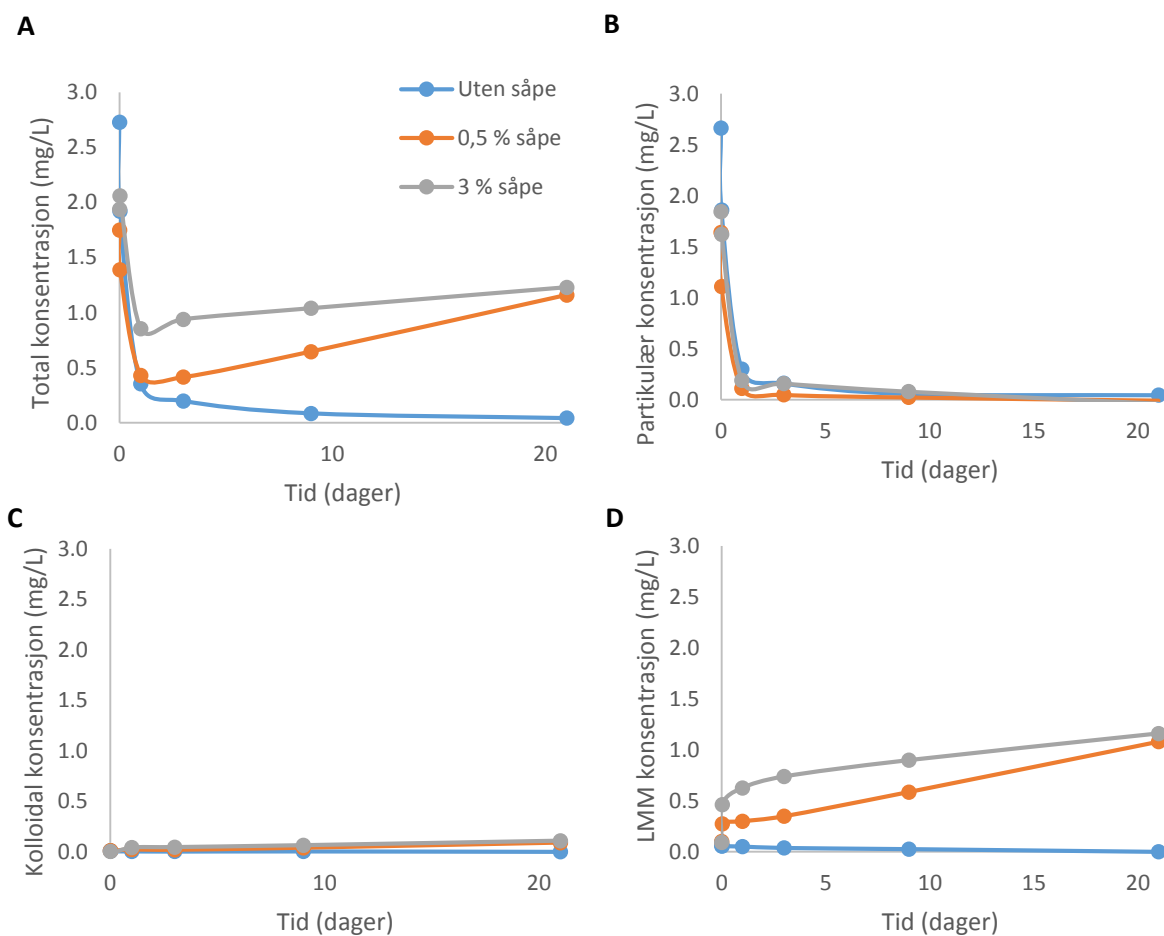 A
Total konsentrasjon (mg/L)
3.0
2.5
2.0
1.5
1.0
0.5
0.0
0
10
20
Tid (dager)
Uten såpe
0,5 % såpe
3 % såpe
B
Partikulær konsentrasjon (mg/L)
3.0
2.5
2.0
1.5
1.0
0.5
0.0
0
5
10
15
20
Tid (dager)
C
Kolloidal konsentrasjon (mg/L)
3.0
2.5
2.0
1.5
1.0
0.5
0.0
0
10
20
Tid (dager)
D
LMM konsentrasjon (mg/L)
3.0
2.5
2.0
1.5
1.0
0.5
0.0
0
5
10
15
20
Tid (dager)